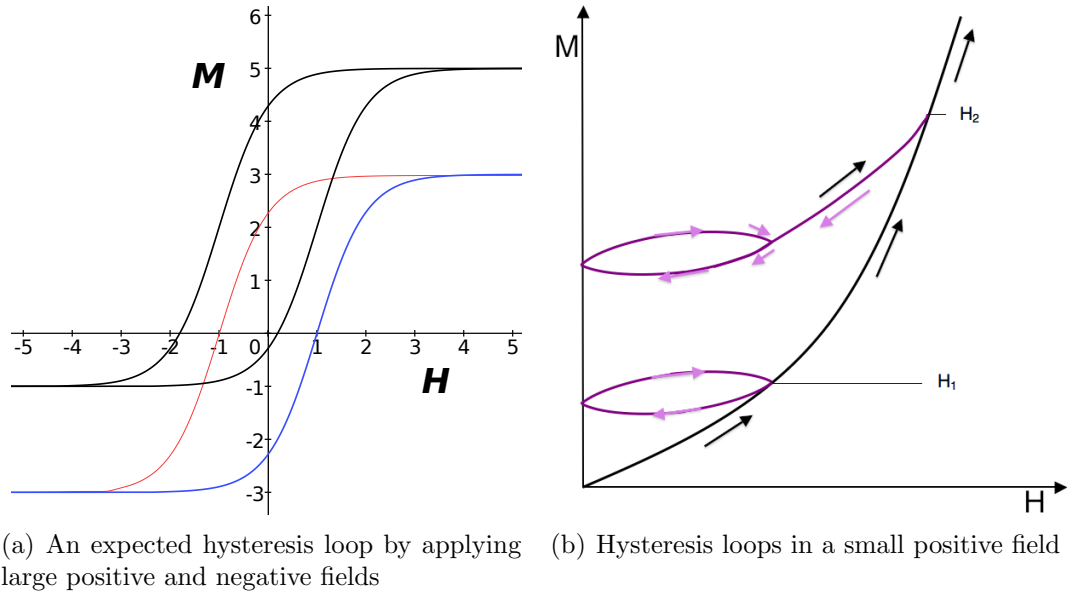 6
M
5
4
3
2
1
-5 -4 -3 -2 -1 0 1 2 3 4 5
-1
H
-2
-3
M
H₂
H₁
H
(a) An expected hysteresis loop by applying
large positive and negative fields
(b) Hysteresis loops in a small positive field